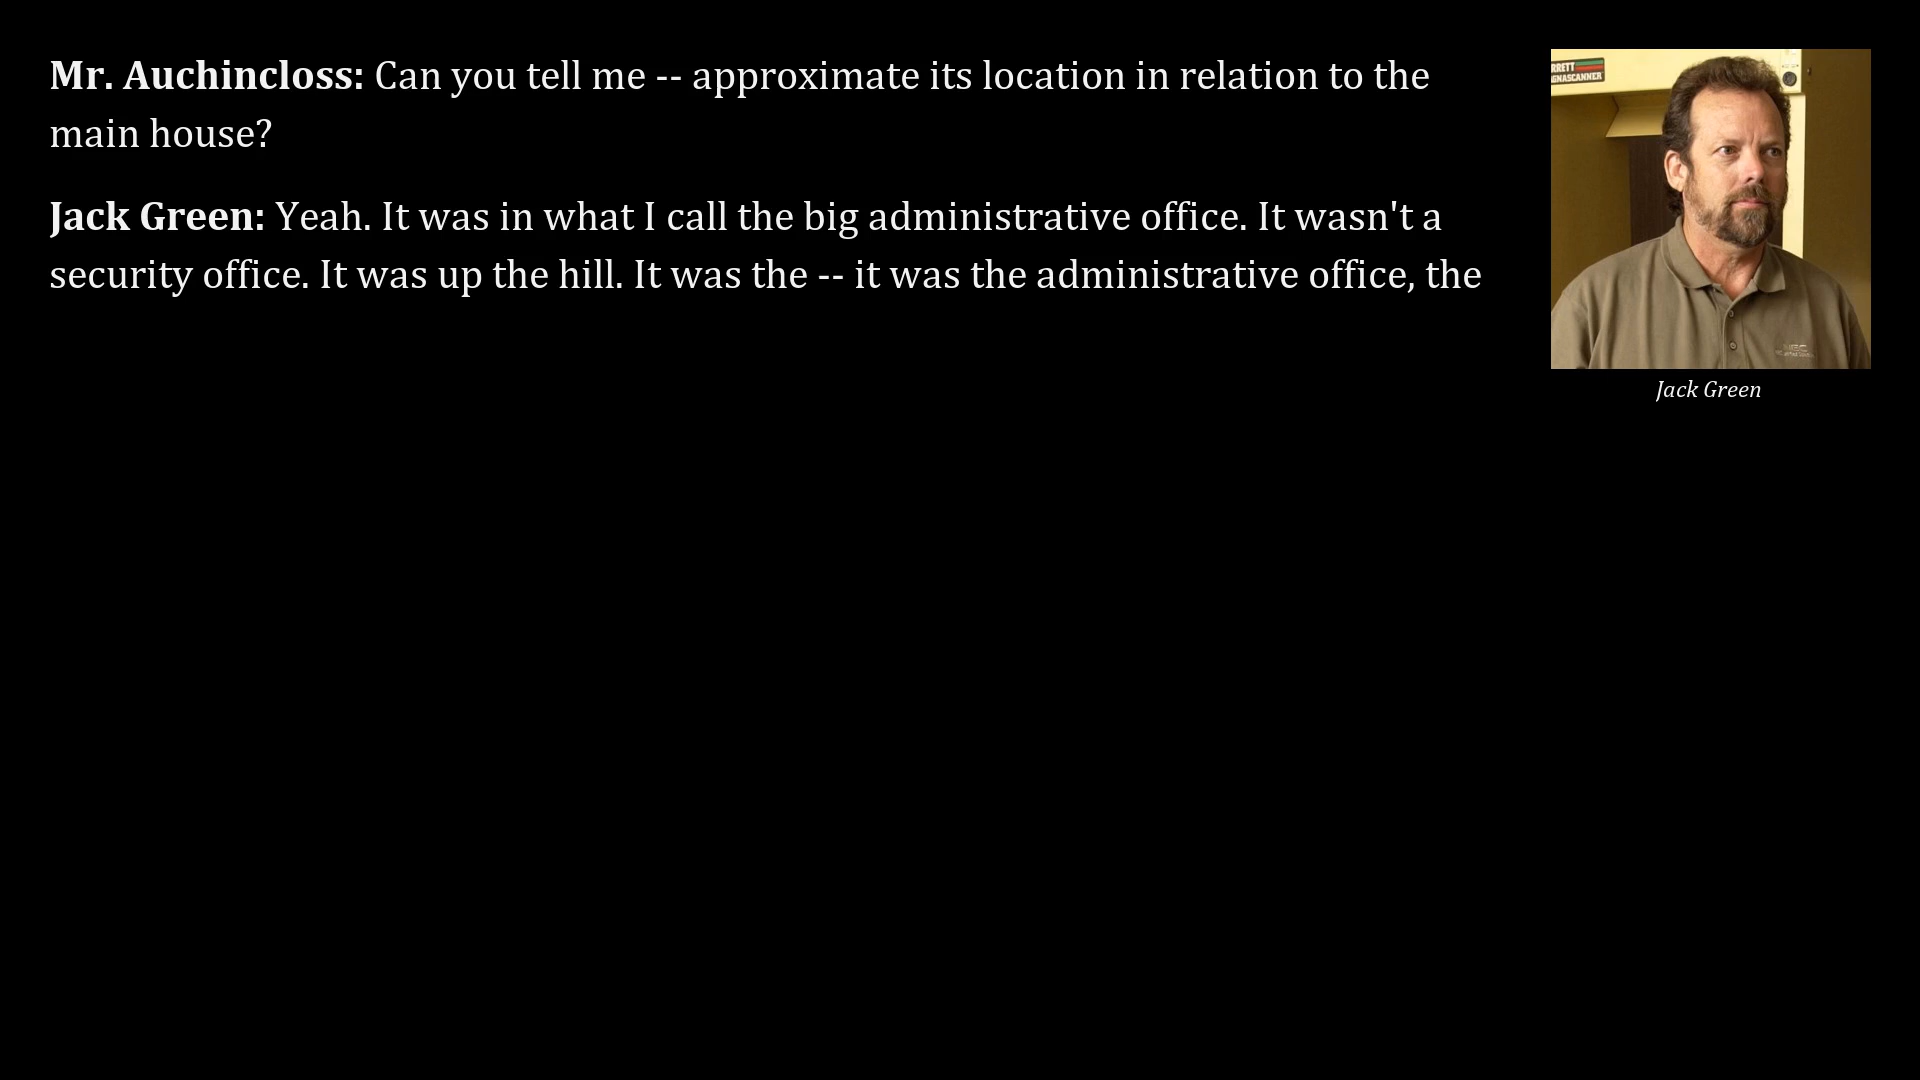 Mr. Auchincloss: Can you tell me -- approximate its location in relation to the
main house?
Jack Green: Yeah. It was in what I call the big administrative office. It wasn't a
security office. It was up the hill. It was the -- it was the administrative office, the
RRETT
GNASCANNER
Jack Green